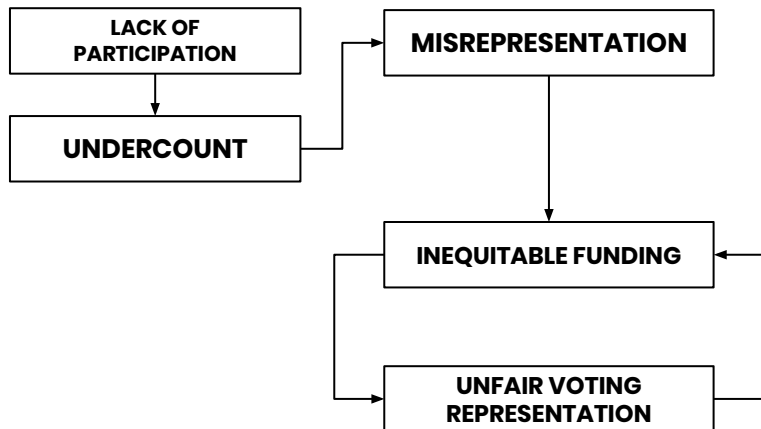 LACK OF
PARTICIPATION
MISREPRESENTATION
UNDERCOUNT
INEQUITABLE FUNDING
UNFAIR VOTING
REPRESENTATION